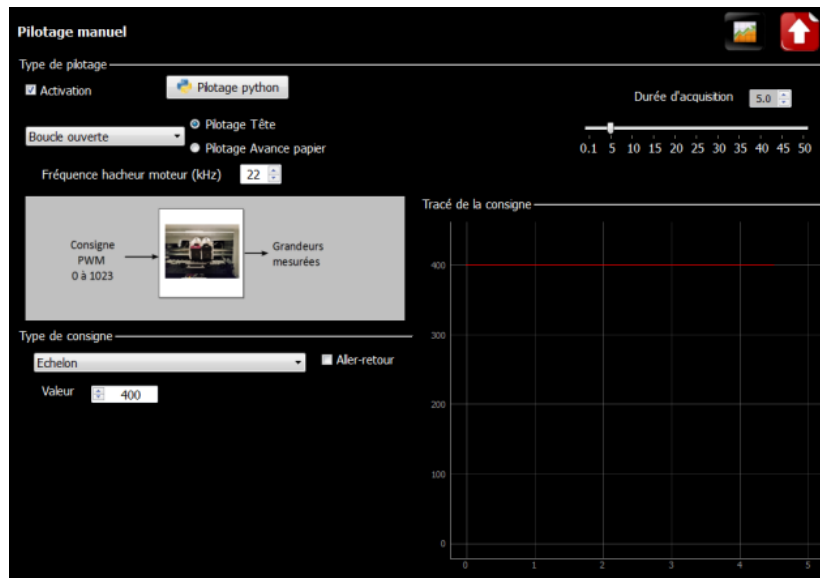 Pilotage manuel
Type de pilotage
Activation
Pilotage python
Durée d'acquisition 5.0
Boucle ouverte
Pilotage Tête
Pilotage Avance papier
0.1 5 10 15 20 25 30 35 40 45 50
Fréquence hacheur moteur (kHz) 22
Consigne
PWM
0 à 1023
Grandeurs
mesurées
Type de consigne
Echelon
Aller-retour
Valeur 400
Tracé de la consigne
400
300
200
100
0
0 1 2 3 4 5